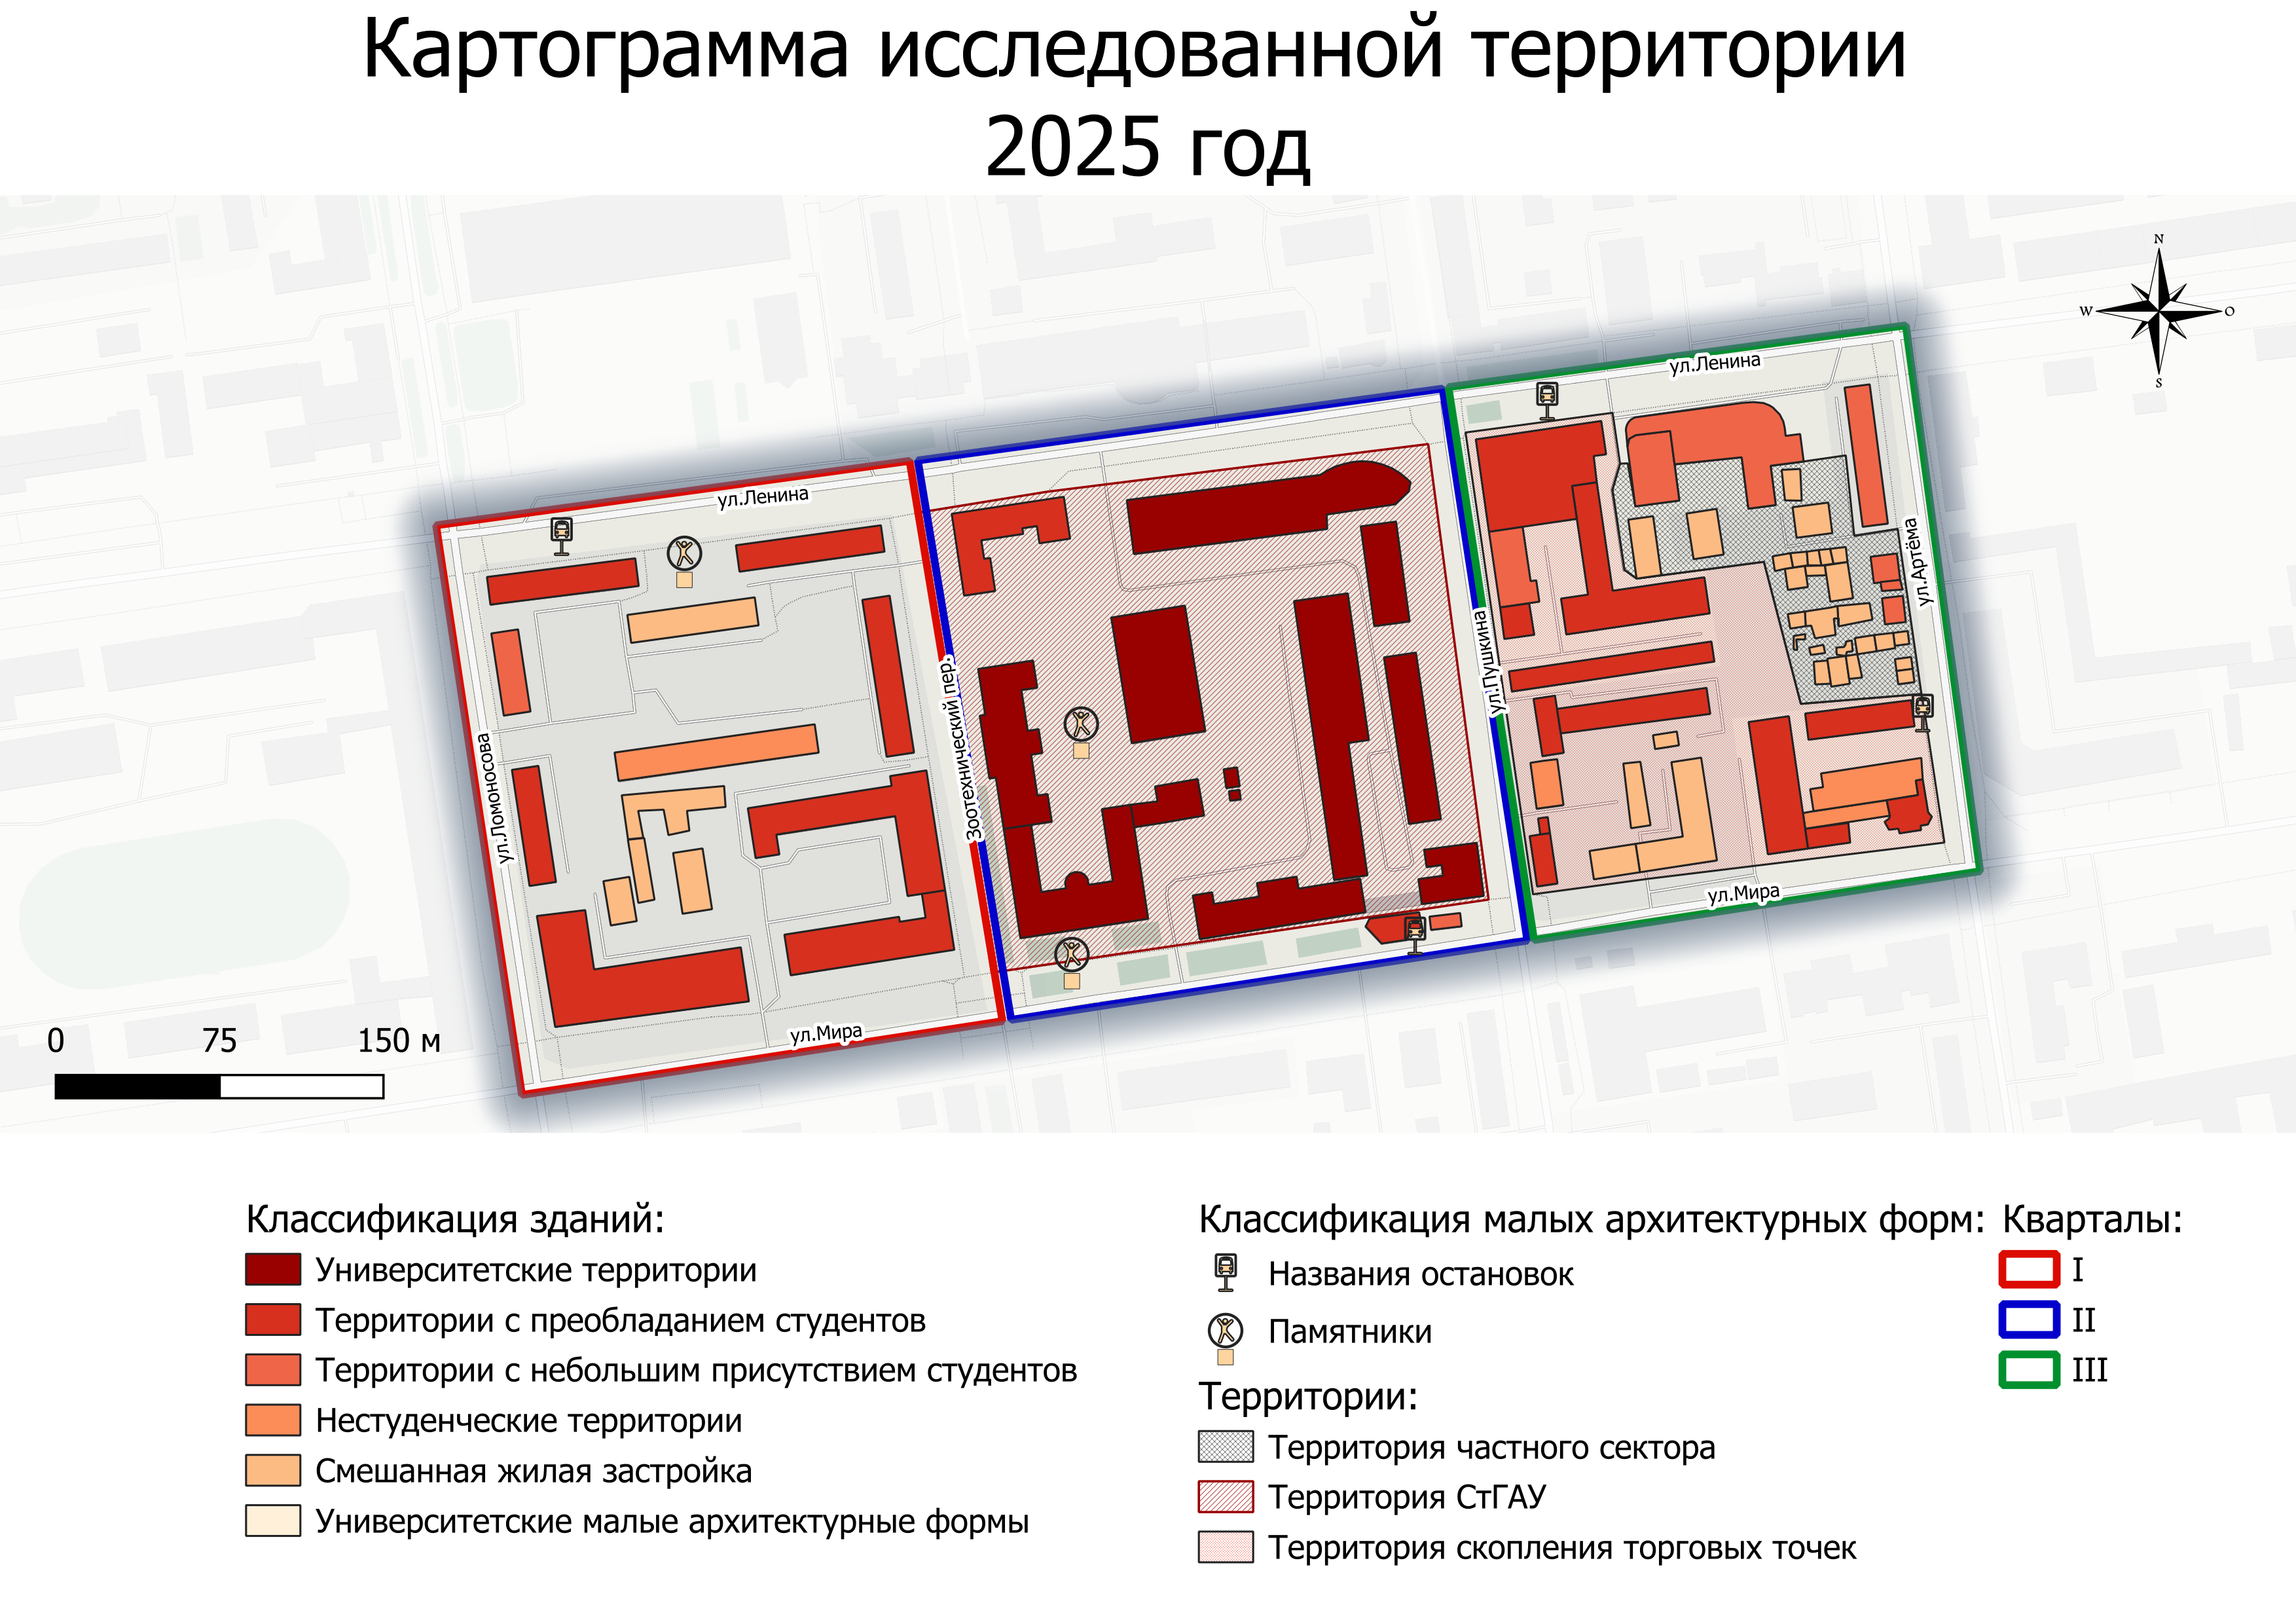 Картограмма исследованной территории
2025 год
N
W
O
S
ул.Ленина
ул.Ленина
ул.Артёма
ул.Пушкина
Зоотехнический пер.
ул.Ломоносова
ул.Мира
ул.Мира
0 75 150 м
Классификация зданий:
Университетские территории
Территории с преобладанием студентов
Территории с небольшим присутствием студентов
Нестуденческие территории
Смешанная жилая застройка
Университетские малые архитектурные формы
Классификация малых архитектурных форм:
Названия остановок
Памятники
Территории:
Территория частного сектора
Территория СтГАУ
Территория скопления торговых точек
Кварталы:
I
II
III